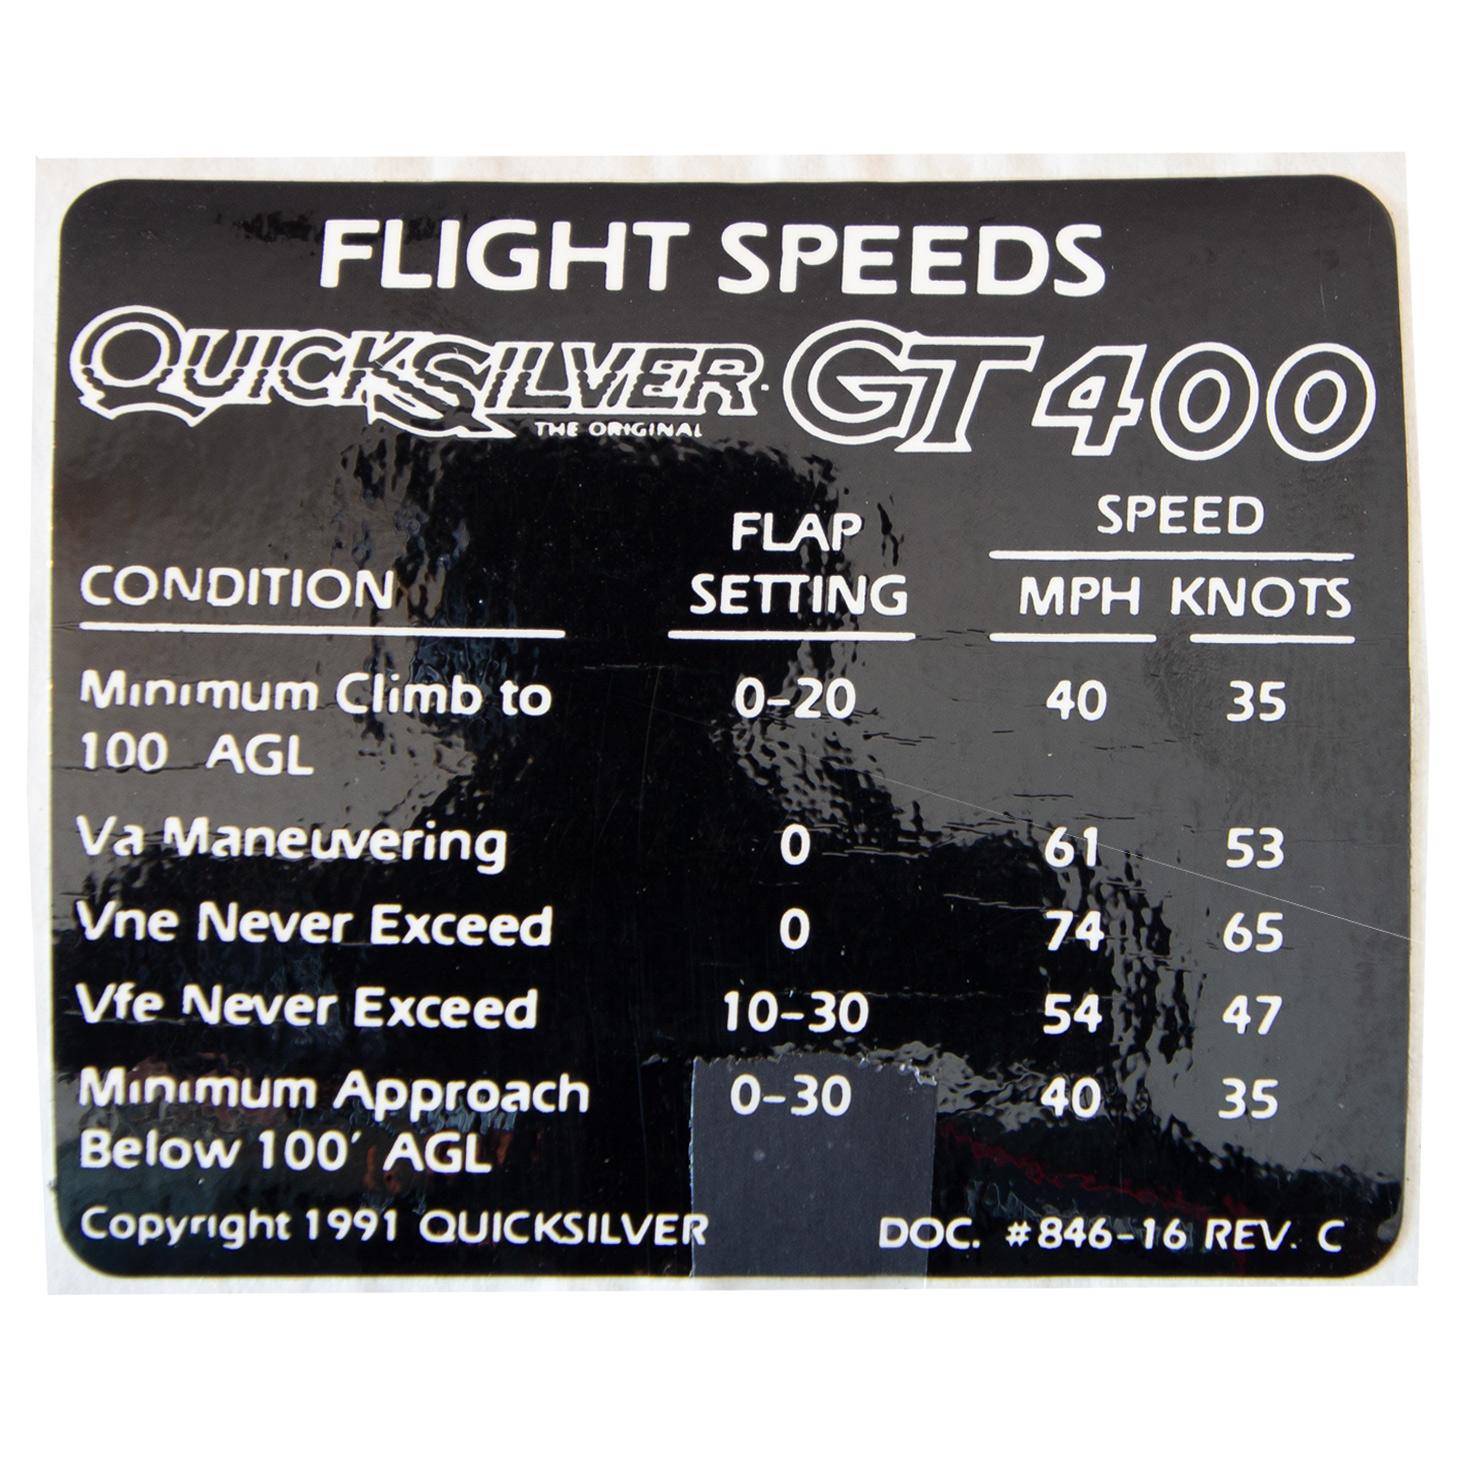 FLIGHT SPEEDS
QUICKSILVER GT 400
THE ORIGINAL
SPEED
FLAP
CONDITION SETTING MPH KNOTS
Minimum Climb to 0-20 40 35
100 AGL
Va Maneuvering 0 61 53
Vne Never Exceed 0 74 65
Vfe Never Exceed 10-30 54 47
Minimum Approach 0-30 40 35
Below 100' AGL
Copyright 1991 QUICKSILVER DOC. #846-16 REV. C